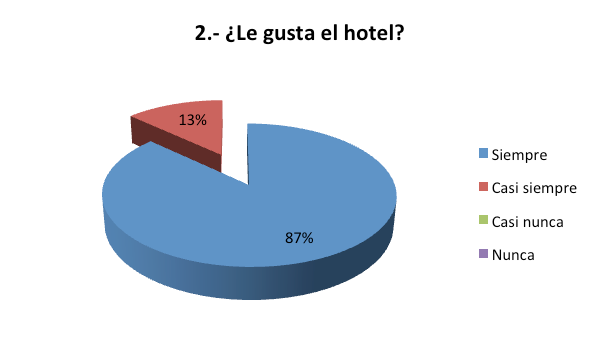 2.- ¿Le gusta el hotel?
13%
87%
Siempre
Casi siempre
Casi nunca
Nunca